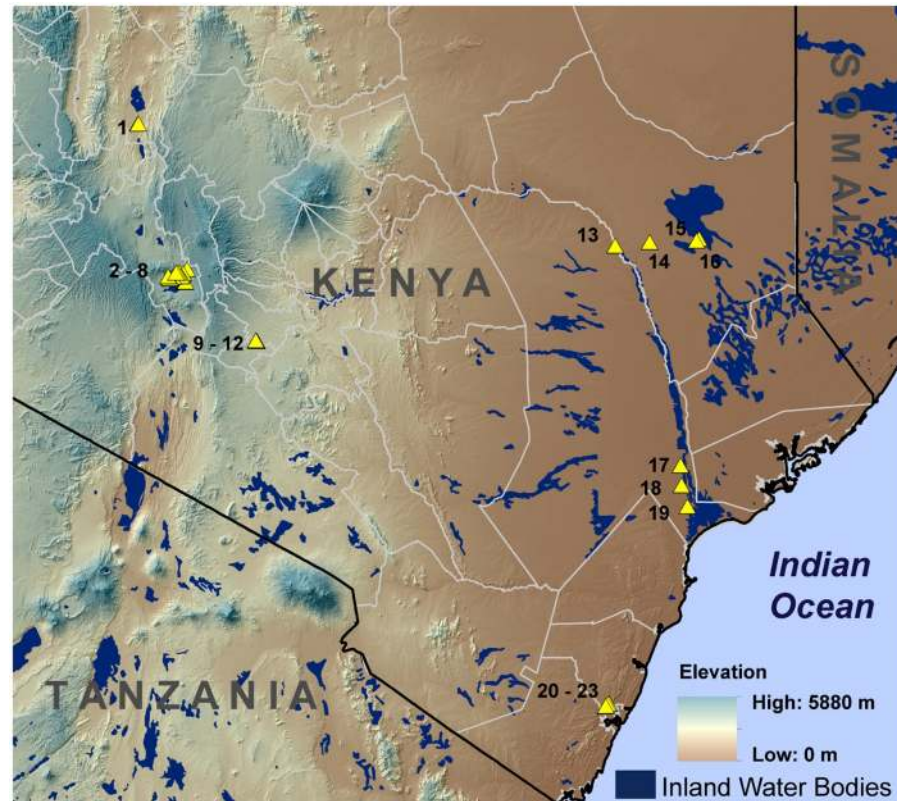 SOMALIA
1
13
15
14
16
2 - 8
KENYA
9 - 12
17
18
19
Indian
Ocean
Elevation
High: 5880 m
Low: 0 m
TANZANIA
20 - 23
Inland Water Bodies